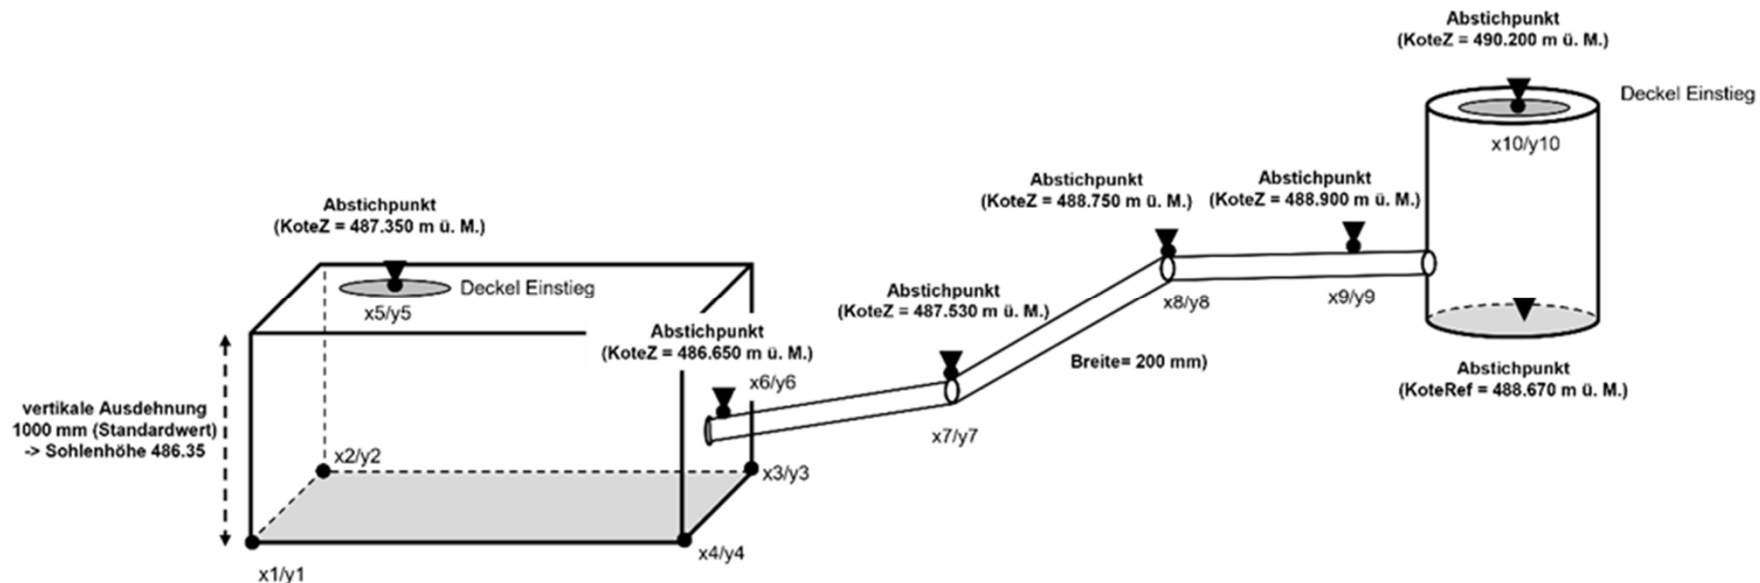 Abstichpunkt
(KoteZ = 490.200 m ü. M.)
Deckel Einstieg
x10/y10
Abstichpunkt
(KoteZ = 488.750 m ü. M.)
Abstichpunkt
(KoteZ = 488.900 m ü. M.)
Abstichpunkt
(KoteZ = 487.350 m ü. M.)
Deckel Einstieg
x5/y5
Abstichpunkt
(KoteZ = 487.530 m ü. M.)
x8/y8
x9/y9
Abstichpunkt
(KoteZ = 486.650 m ü. M.)
x6/y6
Breite= 200 mm)
Abstichpunkt
(KoteRef = 488.670 m ü. M.)
vertikale Ausdehnung
1000 mm (Standardwert)
-> Sohlenhöhe 486.35
x7/y7
x2/y2
x3/y3
x4/y4
x1/y1